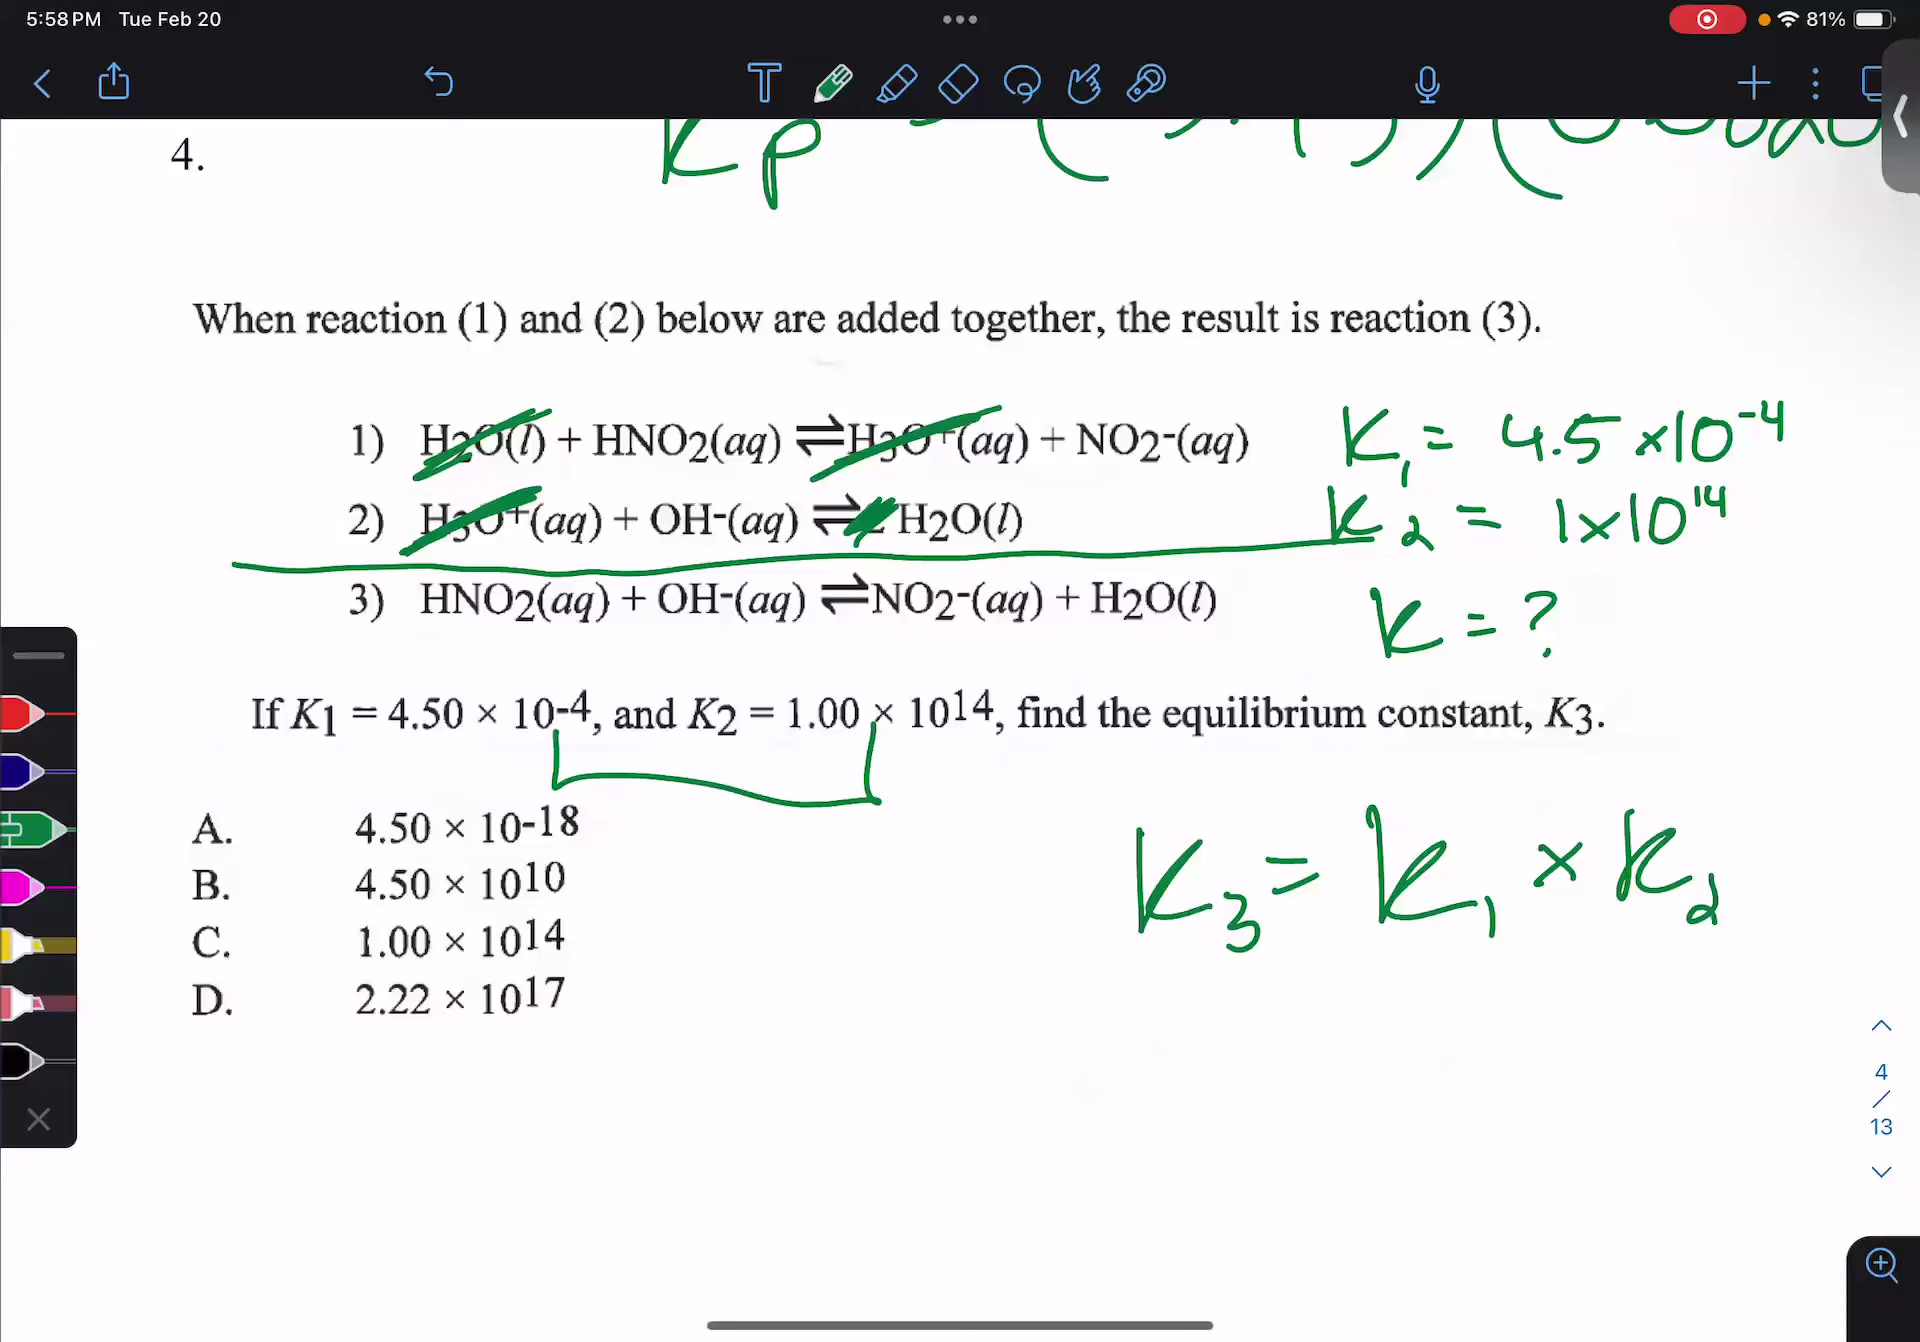 5:58 PM Tue Feb 20
81%
T
Kp
4.
When reaction (1) and (2) below are added together, the result is reaction (3).
1) H2O(l) + HNO2(aq) ⇌ H3O+(aq) + NO2-(aq) K1 = 4.5 ×10-4
2) H3O+(aq) + OH-(aq) ⇌ 2 H2O(l) K2 = 1×10^14
3) HNO2(aq) + OH-(aq) ⇌ NO2-(aq) + H2O(l) K = ?
If K1 = 4.50 × 10-4, and K2 = 1.00 × 1014, find the equilibrium constant, K3.
A. 4.50 × 10-18
B. 4.50 × 1010
C. 1.00 × 1014
D. 2.22 × 1017
K3 = K1 × K2
4
/
13